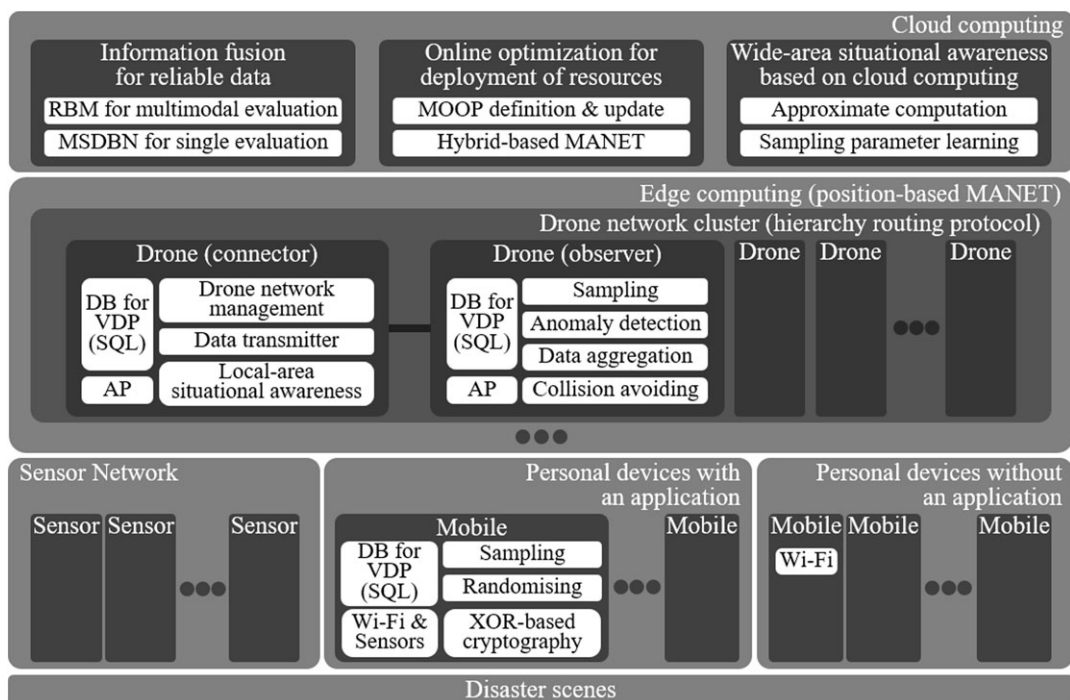 Cloud computing
Information fusion
for reliable data
RBM for multimodal evaluation
MSDBN for single evaluation
Online optimization for
deployment of resources
MOOP definition & update
Hybrid-based MANET
Wide-area situational awareness
based on cloud computing
Approximate computation
Sampling parameter learning
Edge computing (position-based MANET)
Drone network cluster (hierarchy routing protocol)
Drone (connector)
DB for
VDP
(SQL)
AP
Drone network
management
Data transmitter
Local-area
situational awareness
Drone (observer)
DB for
VDP
(SQL)
AP
Sampling
Anomaly detection
Data aggregation
Collision avoiding
Drone
Drone
Drone
Sensor Network
Sensor
Sensor
Sensor
Personal devices with
an application
Mobile
DB for
VDP
(SQL)
Wi-Fi &
Sensors
Sampling
Randomising
XOR-based
cryptography
Mobile
Personal devices without
an application
Mobile
Wi-Fi
Mobile
Mobile
Disaster scenes